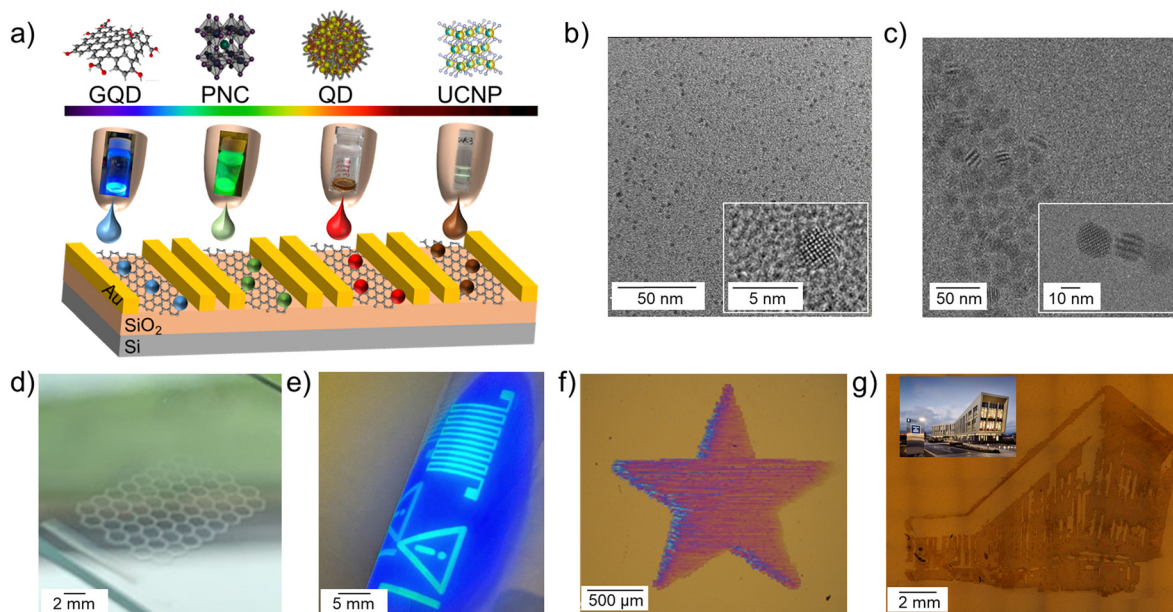 a)
GQD PNC QD UCNP
Au
SiO₂
Si
b)
50 nm
5 nm
c)
50 nm
10 nm
d)
2 mm
e)
5 mm
f)
500 µm
g)
2 mm